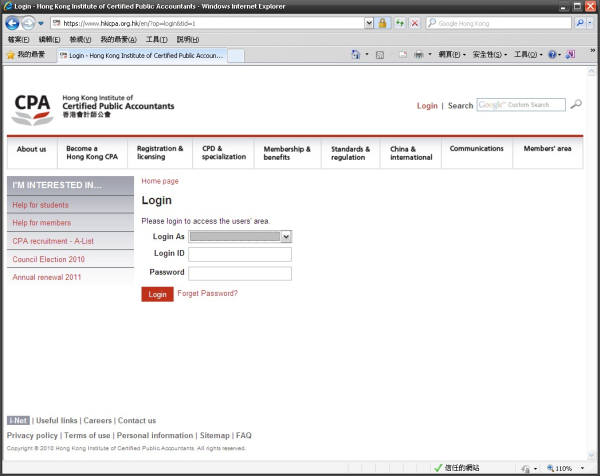 Login - Hong Kong Institute of Certified Public Accountants - Windows Internet Explorer
https://www.hkicpa.org.hk/en/?op=login&tid=1
Google Hong Kong
檔案(F) 編輯(E) 檢視(V) 我的最愛(A) 工具(T) 說明(H)
我的最愛 Login - Hong Kong Institute of Certified Public Accoun... 網頁(P) 安全性(S) 工具(O)
CPA
Hong Kong Institute of
Certified Public Accountants
香港會計師公會
Login | Search Google™ Custom Search
About us
Become a
Hong Kong CPA
Registration &
licensing
CPD &
specialization
Membership &
benefits
Standards &
regulation
China &
international
Communications
Members' area
I'M INTERESTED IN...
Help for students
Help for members
CPA recruitment - A-List
Council Election 2010
Annual renewal 2011
Home page
Login
Please login to access the users' area.
Login As
Login ID
Password
Login Forget Password?
i-Net | Useful links | Careers | Contact us
Privacy policy | Terms of use | Personal information | Sitemap | FAQ
Copyright © 2010 Hong Kong Institute of Certified Public Accountants. All rights reserved.
信任的網站 110%